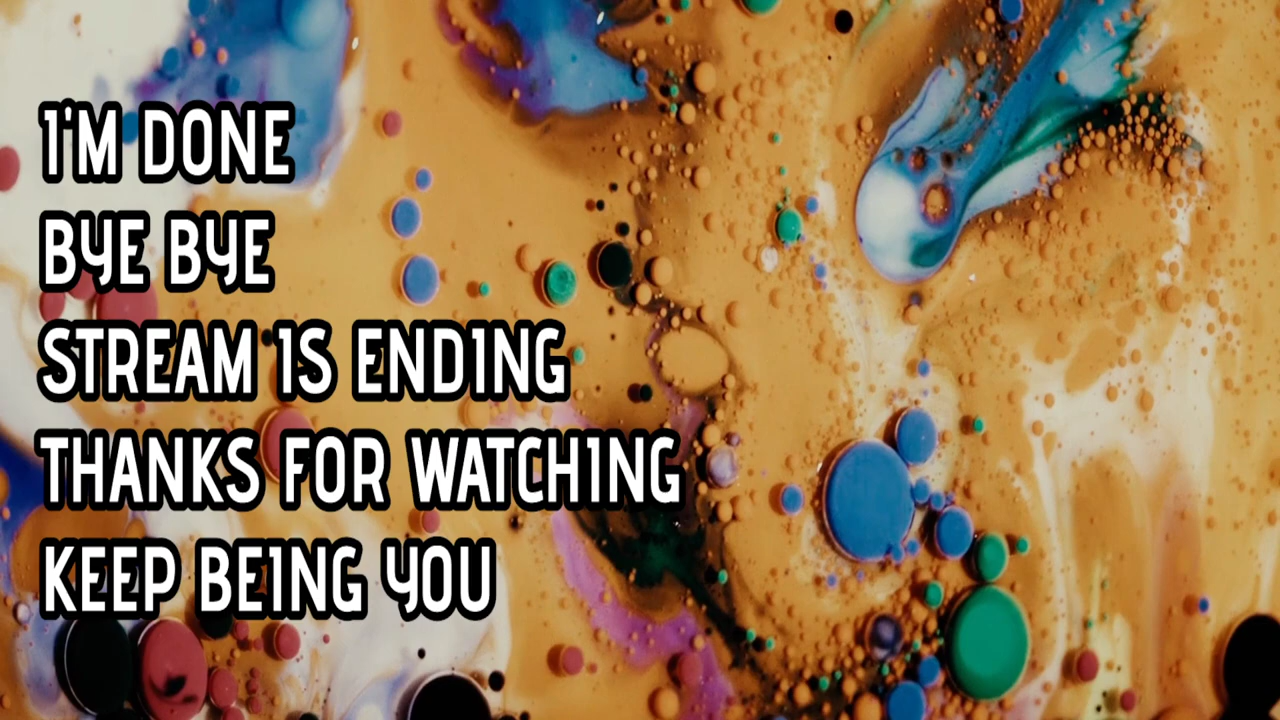 I'M DONE
BYE BYE
STREAM IS ENDING
THANKS FOR WATCHING
KEEP BEING YOU